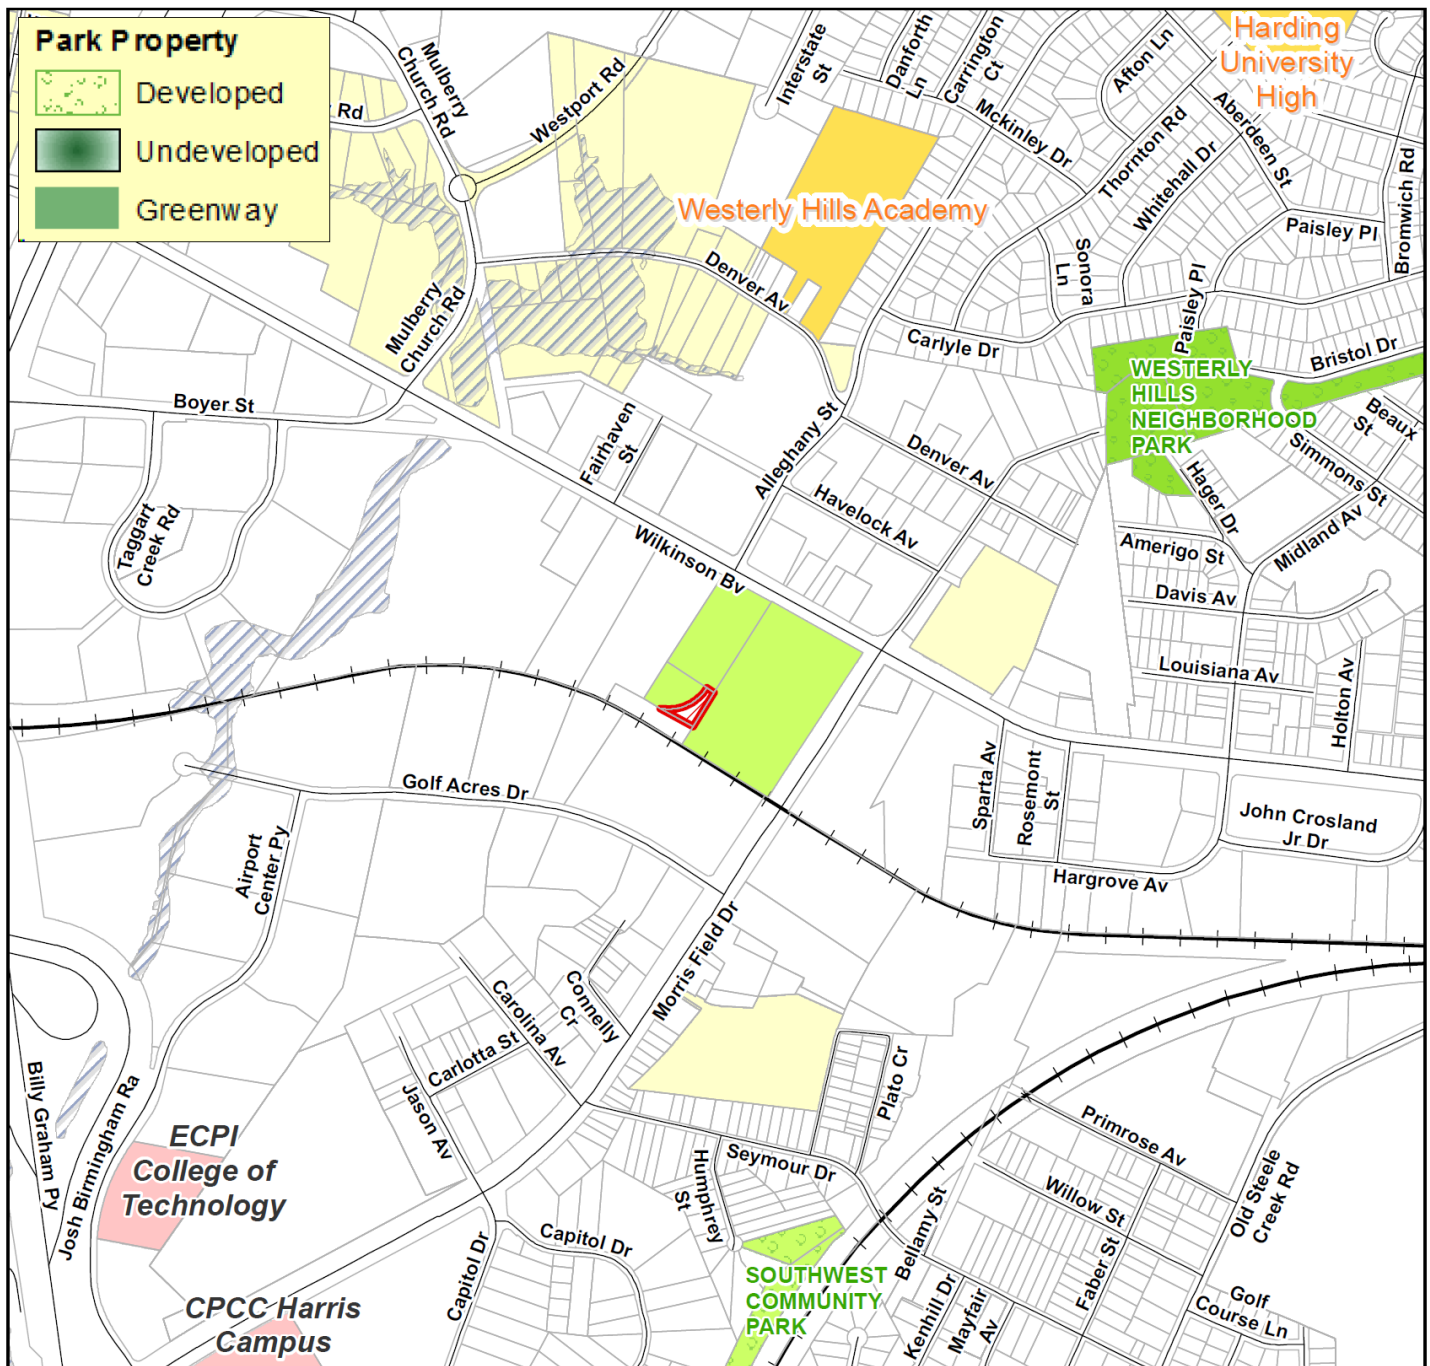 Park Property
Developed
Undeveloped
Greenway
Rd
Mulberry
Church Rd
Westport Rd
Interstate
St
Danforth
Ln
Carrington
Ct
Mckinley Dr
Afton Ln
Harding
University
High
Thornton Rd
Aberdeen St
Whitehall Dr
Bromwich Rd
Paisley Pl
Westerly Hills Academy
Denver Av
Sonora
Ln
Paisley Pl
Mulberry
Church Rd
Carlyle Dr
Bristol Dr
WESTERLY
HILLS
NEIGHBORHOOD
PARK
Beaux
St
Simmons St
Boyer St
Fairhaven
St
Alleghany St
Denver Av
Hager Dr
Midland Av
Havelock Av
Taggart
Creek Rd
Wilkinson Bv
Amerigo St
Davis Av
Louisiana Av
Holton Av
Sparta Av
Rosemont
St
Golf Acres Dr
John Crosland
Jr Dr
Airport
Center Py
Hargrove Av
Morris Field Dr
Connelly
Cr
Carolina Av
Carlotta St
Jason Av
Plato Cr
Billy Graham Py
Josh Birmingham Ra
ECPI
College of
Technology
Primrose Av
Seymour Dr
Humphrey
St
Willow St
Old Steele
Creek Rd
Bellamy St
Capitol Dr
Capitol Dr
Faber St
SOUTHWEST
COMMUNITY
PARK
Kenhill Dr
Mayfair
Av
Golf
Course Ln
CPCC Harris
Campus